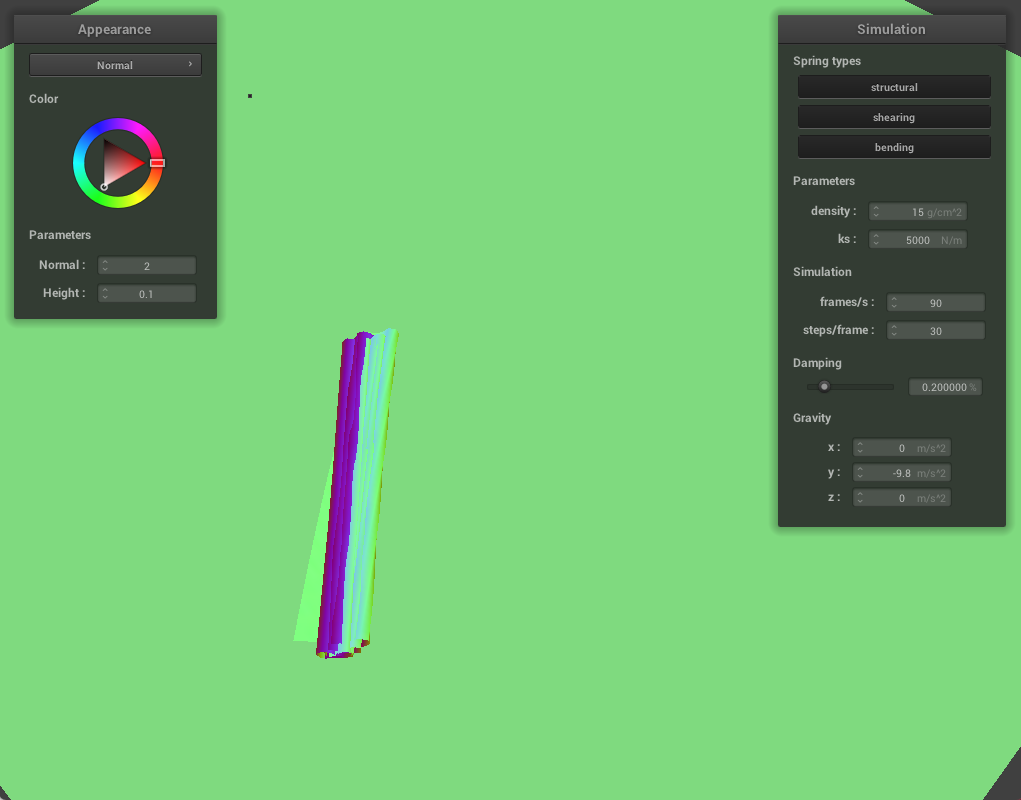 Appearance
Normal
Color
Parameters
Normal : 2
Height : 0.1
Simulation
Spring types
structural
shearing
bending
Parameters
density : 15 g/cm^2
ks : 5000 N/m
Simulation
frames/s : 90
steps/frame : 30
Damping
0.200000 %
Gravity
x : 0 m/s^2
y : -9.8 m/s^2
z : 0 m/s^2